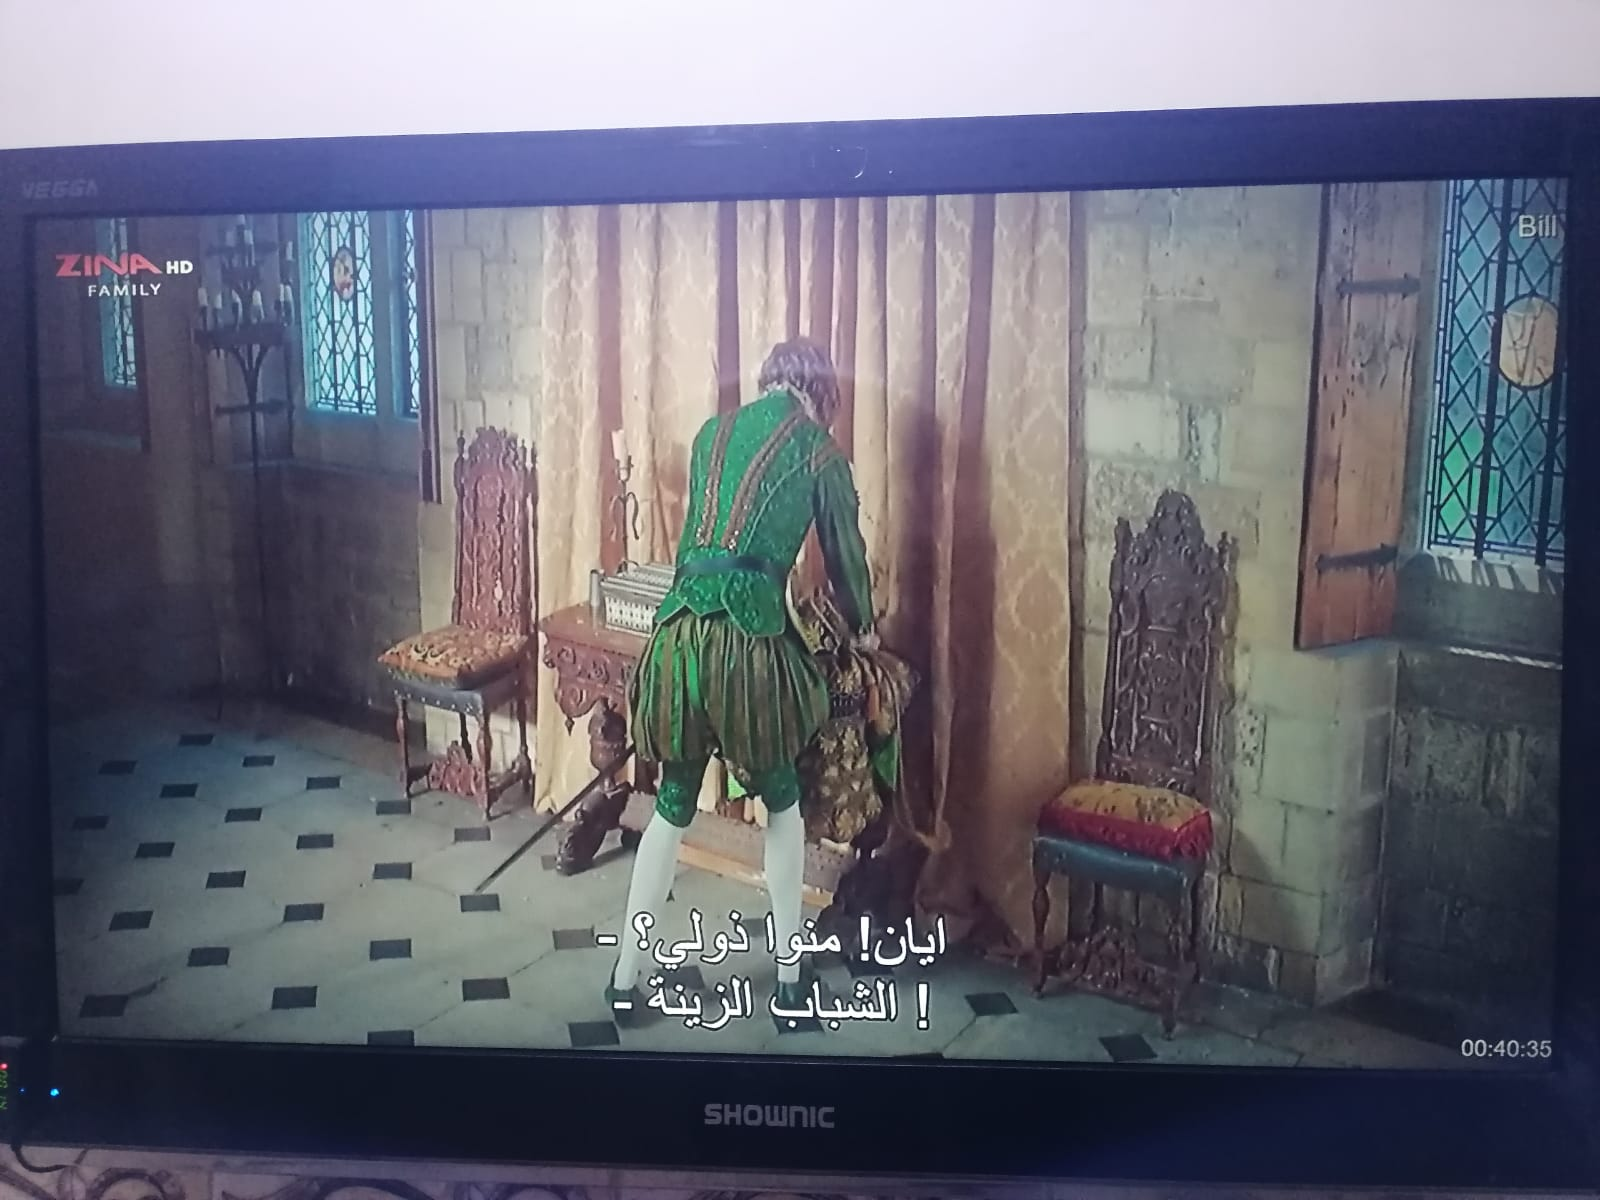 VEGGA
ZINA HD
FAMILY
Bill
ايان! منوا ذولي؟ -
! الشباب الزينة -
00:40:35
SHOWNIC